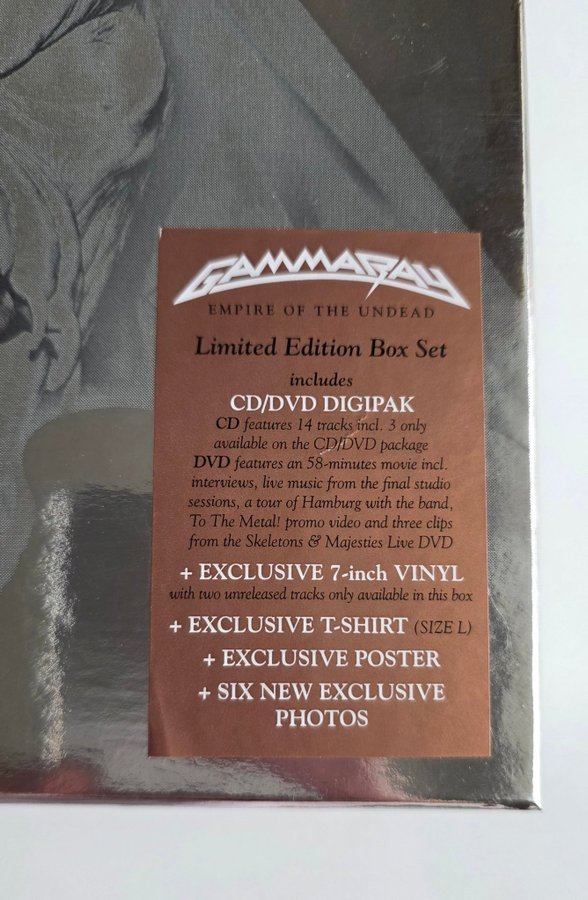 GAMMARAY
EMPIRE OF THE UNDEAD
Limited Edition Box Set
includes
CD/DVD DIGIPAK
CD features 14 tracks incl. 3 only
available on the CD/DVD package
DVD features an 58-minutes movie incl.
interviews, live music from the final studio
sessions, a tour of Hamburg with the band,
To The Metal! promo video and three clips
from the Skeletons & Majesties Live DVD
+ EXCLUSIVE 7-inch VINYL
with two unreleased tracks only available in this box
+ EXCLUSIVE T-SHIRT (SIZE L)
+ EXCLUSIVE POSTER
+ SIX NEW EXCLUSIVE
PHOTOS